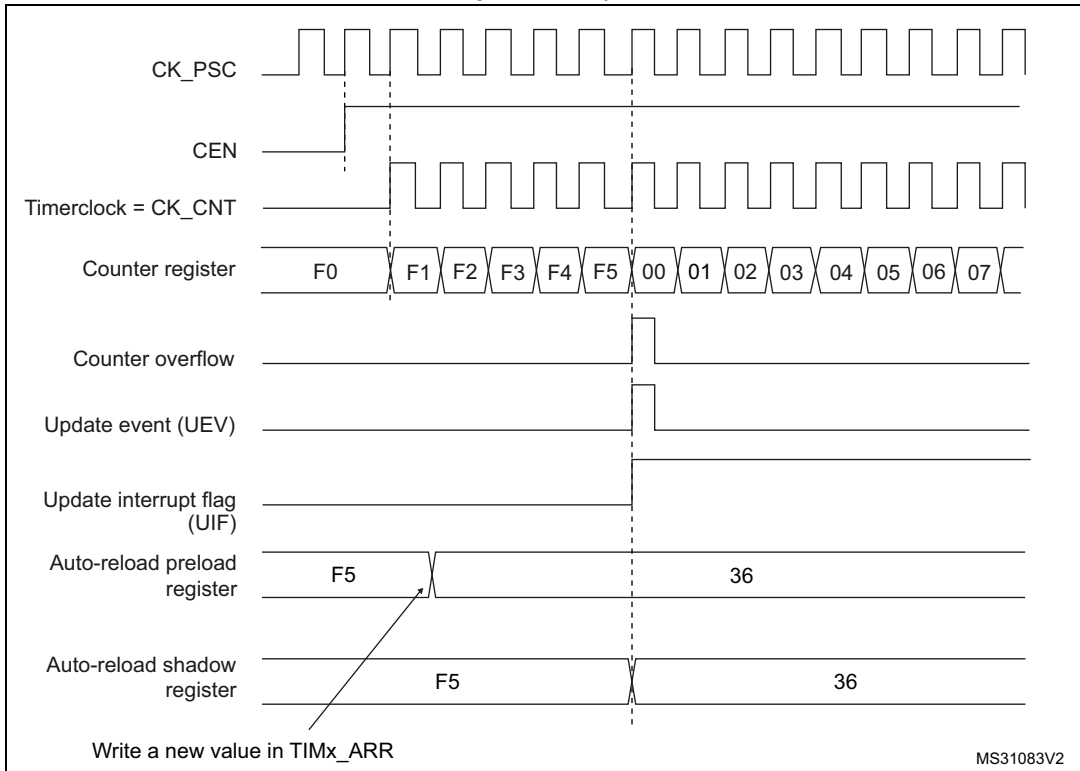 CK_PSC
CEN
Timerclock = CK_CNT
Counter register F0 F1 F2 F3 F4 F5 00 01 02 03 04 05 06 07
Counter overflow
Update event (UEV)
Update interrupt flag
(UIF)
Auto-reload preload
register
F5 36
Auto-reload shadow
register
F5 36
Write a new value in TIMx_ARR
MS31083V2